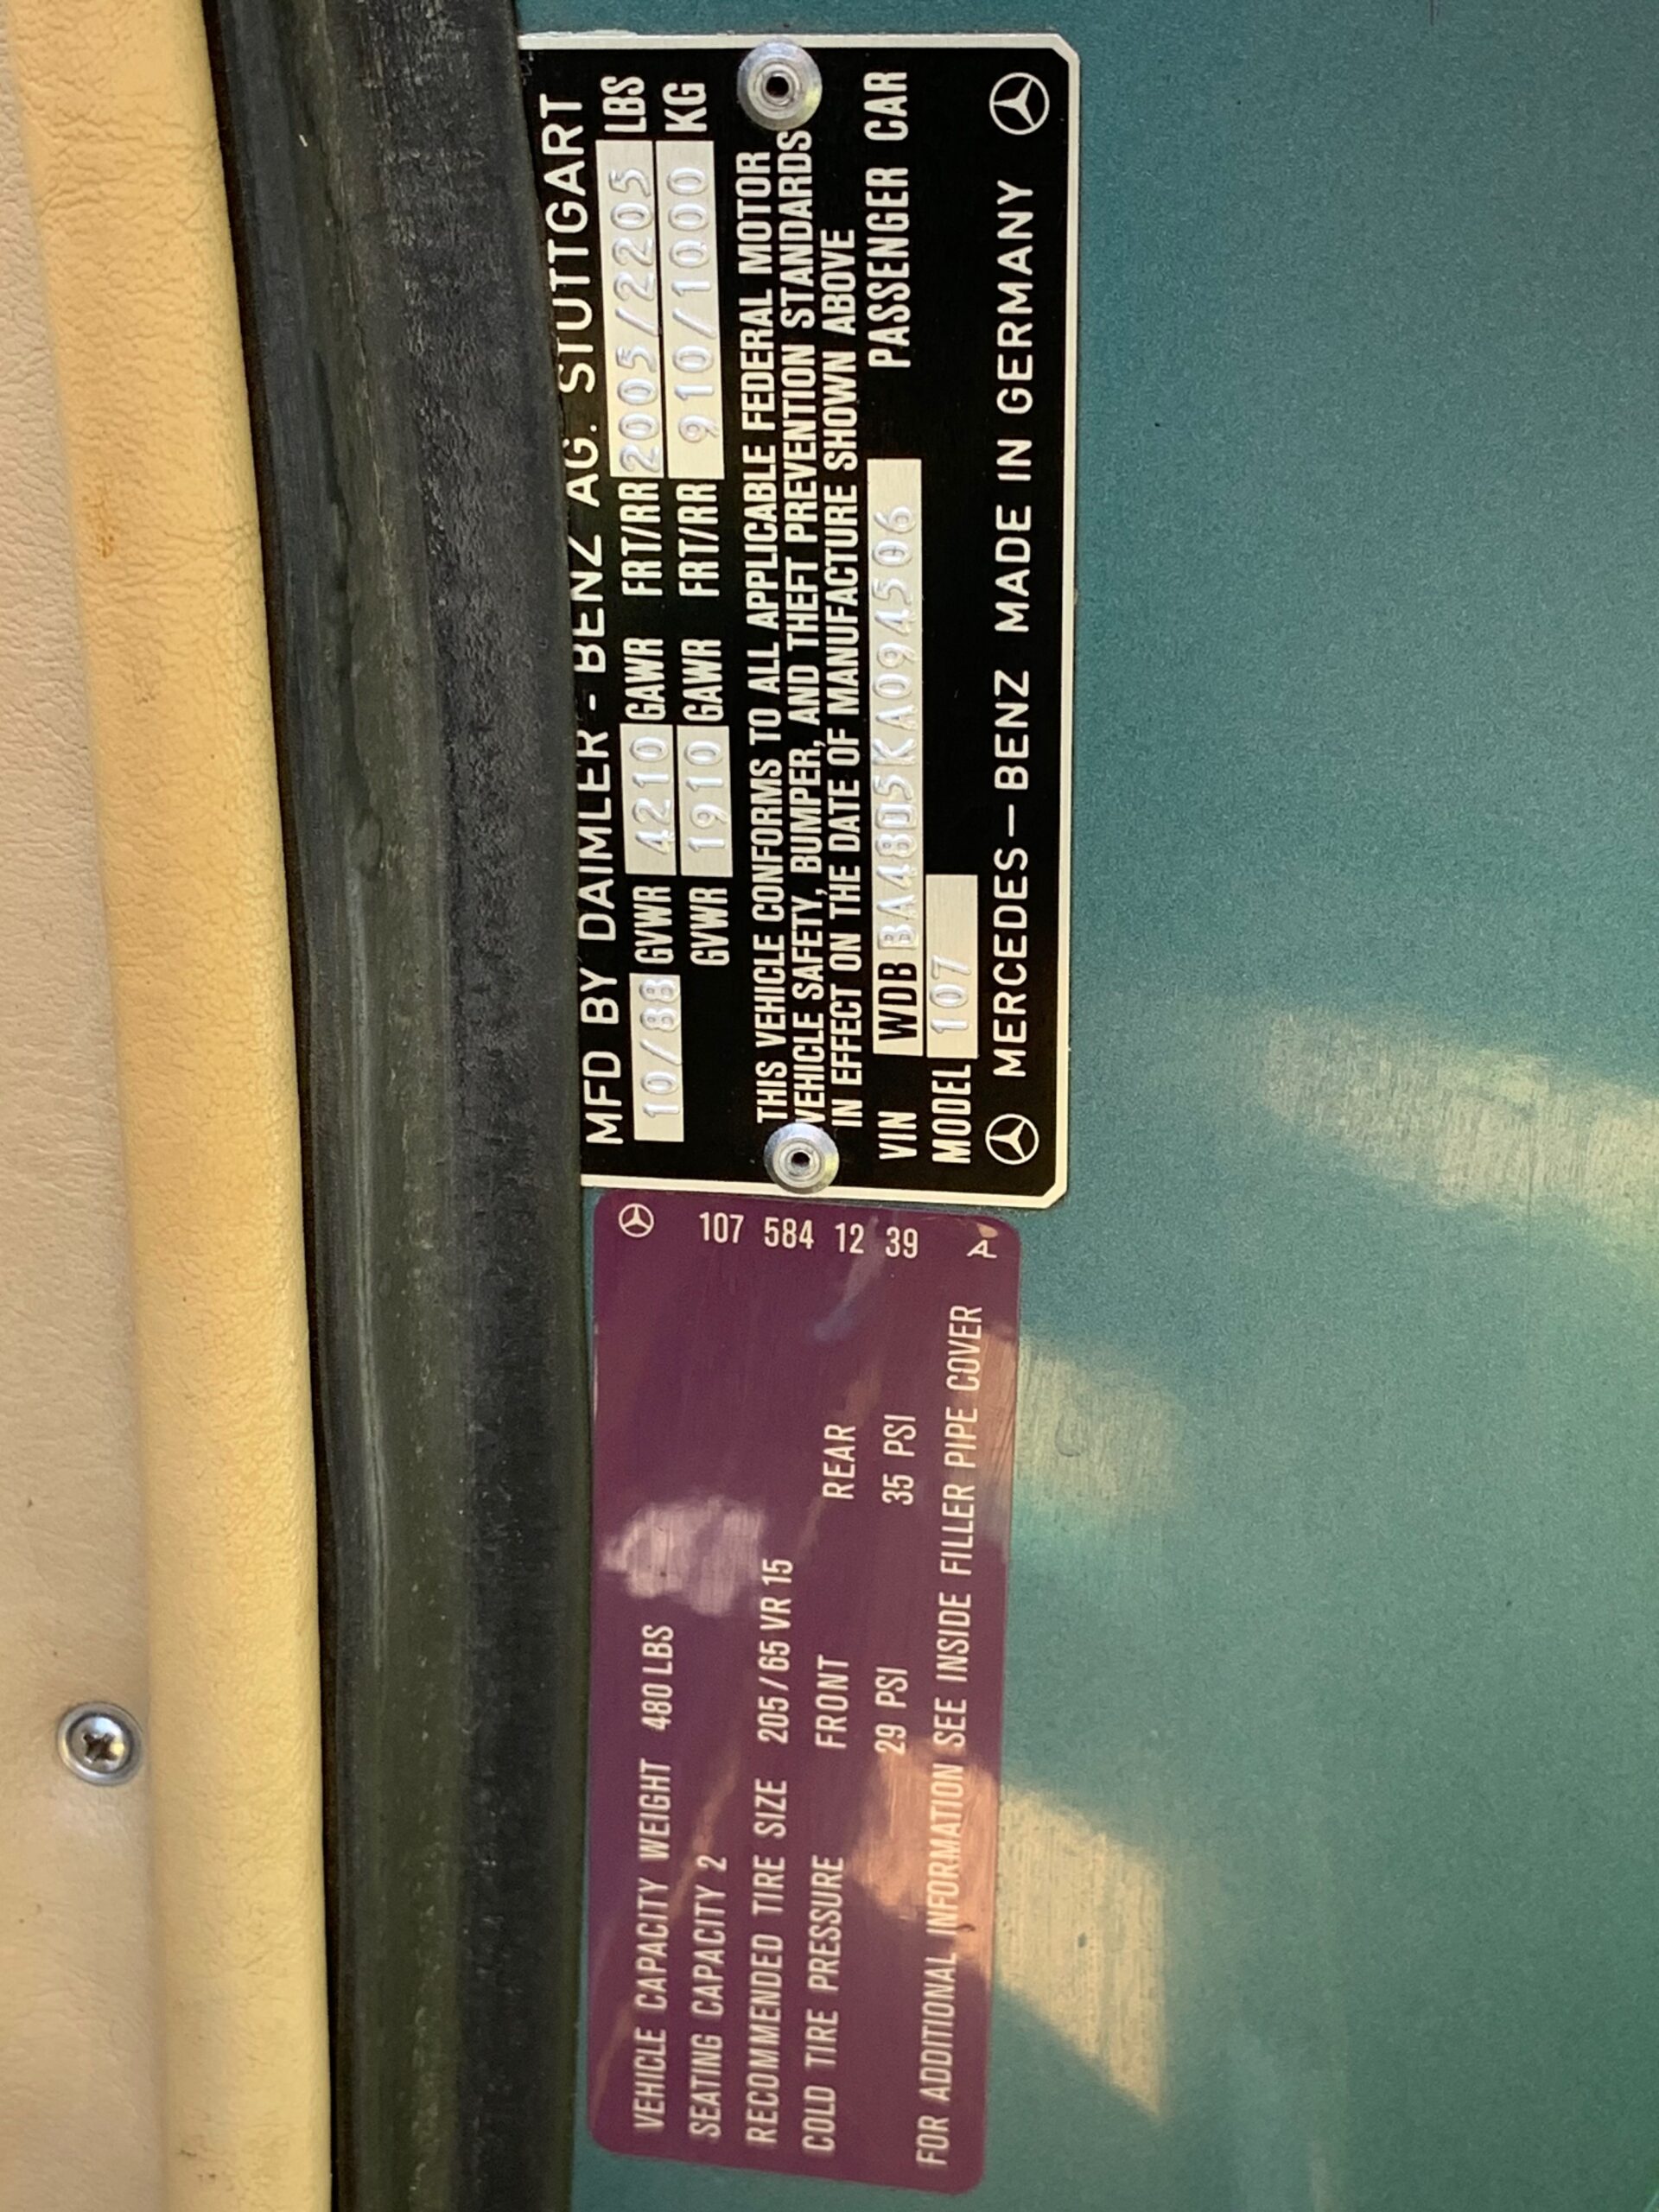 VEHICLE CAPACITY WEIGHT 480 LBS
SEATING CAPACITY 2
RECOMMENDED TIRE SIZE 205/65 VR 15
COLD TIRE PRESSURE FRONT REAR
29 PSI 35 PSI
FOR ADDITIONAL INFORMATION SEE INSIDE FILLER PIPE COVER
107 584 12 39 A
MFD BY DAIMLER-BENZ AG. STUTTGART
10/88 GVWR 4210 GAWR FRT/RR 2005/2205 LBS
GVWR 1910 GAWR FRT/RR 910/1000 KG
THIS VEHICLE CONFORMS TO ALL APPLICABLE FEDERAL MOTOR
VEHICLE SAFETY, BUMPER, AND THEFT PREVENTION STANDARDS
IN EFFECT ON THE DATE OF MANUFACTURE SHOWN ABOVE
VIN WDB BA48D5KA094506 PASSENGER CAR
MODEL 107
MERCEDES-BENZ MADE IN GERMANY